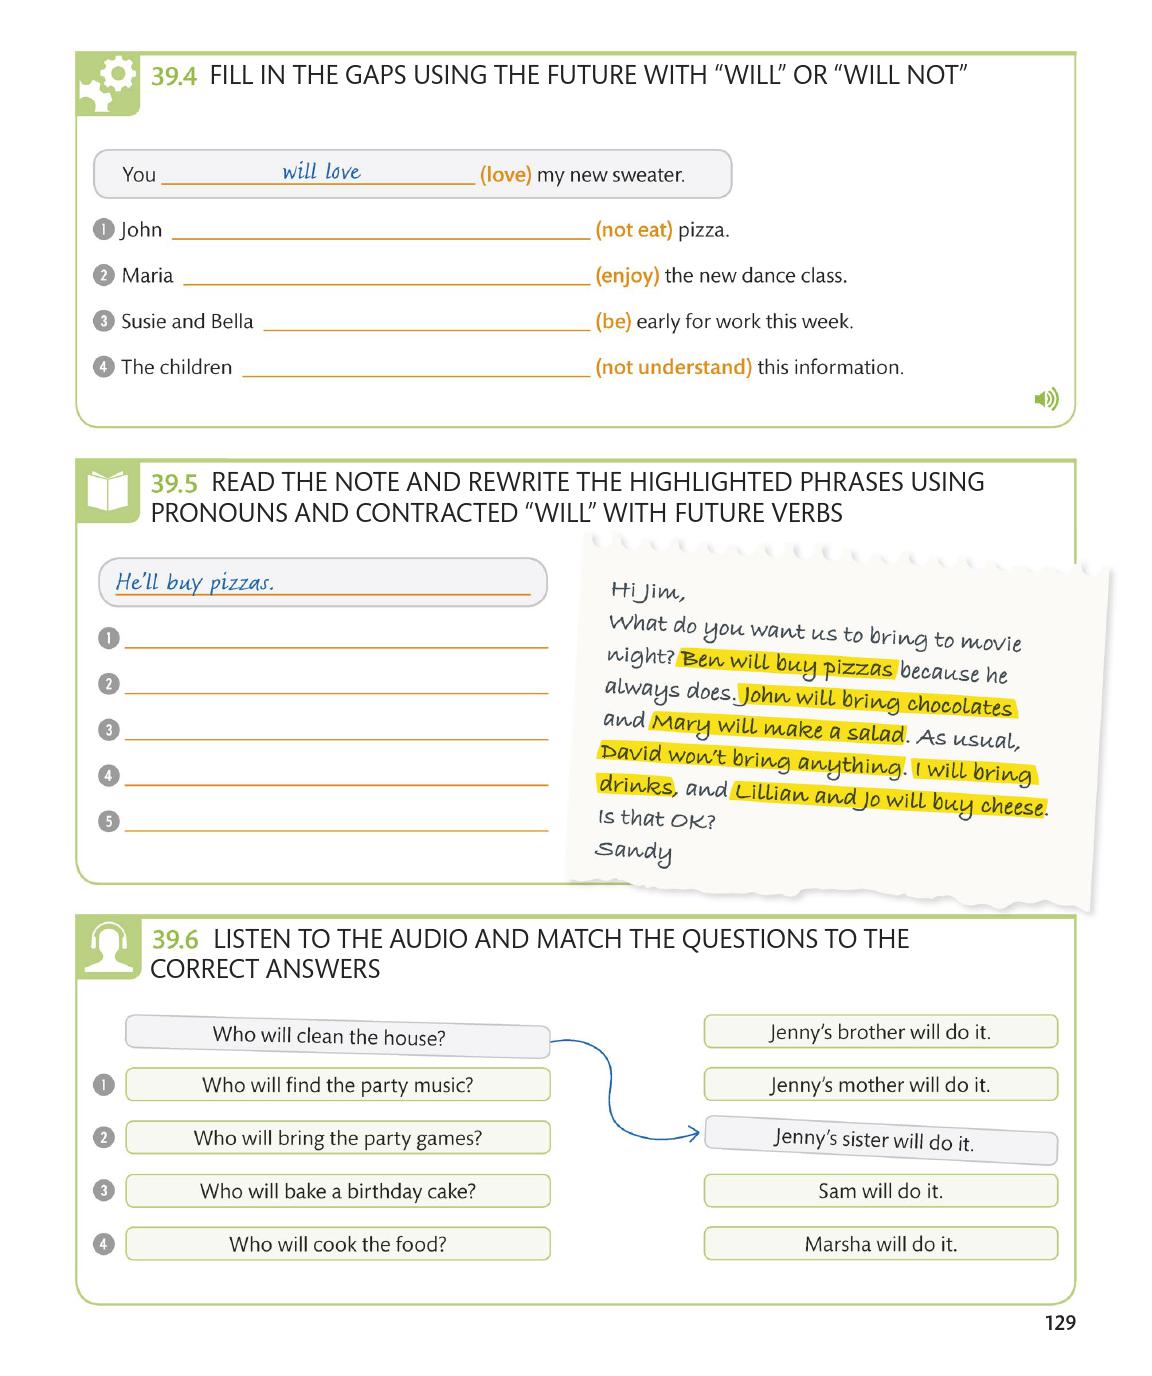 39.4 FILL IN THE GAPS USING THE FUTURE WITH “WILL” OR “WILL NOT”
You will love (love) my new sweater.
1 John (not eat) pizza.
2 Maria (enjoy) the new dance class.
3 Susie and Bella (be) early for work this week.
4 The children (not understand) this information.
39.5 READ THE NOTE AND REWRITE THE HIGHLIGHTED PHRASES USING
PRONOUNS AND CONTRACTED “WILL” WITH FUTURE VERBS
He’ll buy pizzas.
1
2
3
4
5
Hi Jim,
What do you want us to bring to movie
night? Ben will buy pizzas because he
always does. John will bring chocolates
and Mary will make a salad. As usual,
David won’t bring anything. I will bring
drinks, and Lillian and Jo will buy cheese.
Is that OK?
Sandy
39.6 LISTEN TO THE AUDIO AND MATCH THE QUESTIONS TO THE
CORRECT ANSWERS
Who will clean the house?
1 Who will find the party music?
2 Who will bring the party games?
3 Who will bake a birthday cake?
4 Who will cook the food?
Jenny’s brother will do it.
Jenny’s mother will do it.
Jenny’s sister will do it.
Sam will do it.
Marsha will do it.
129